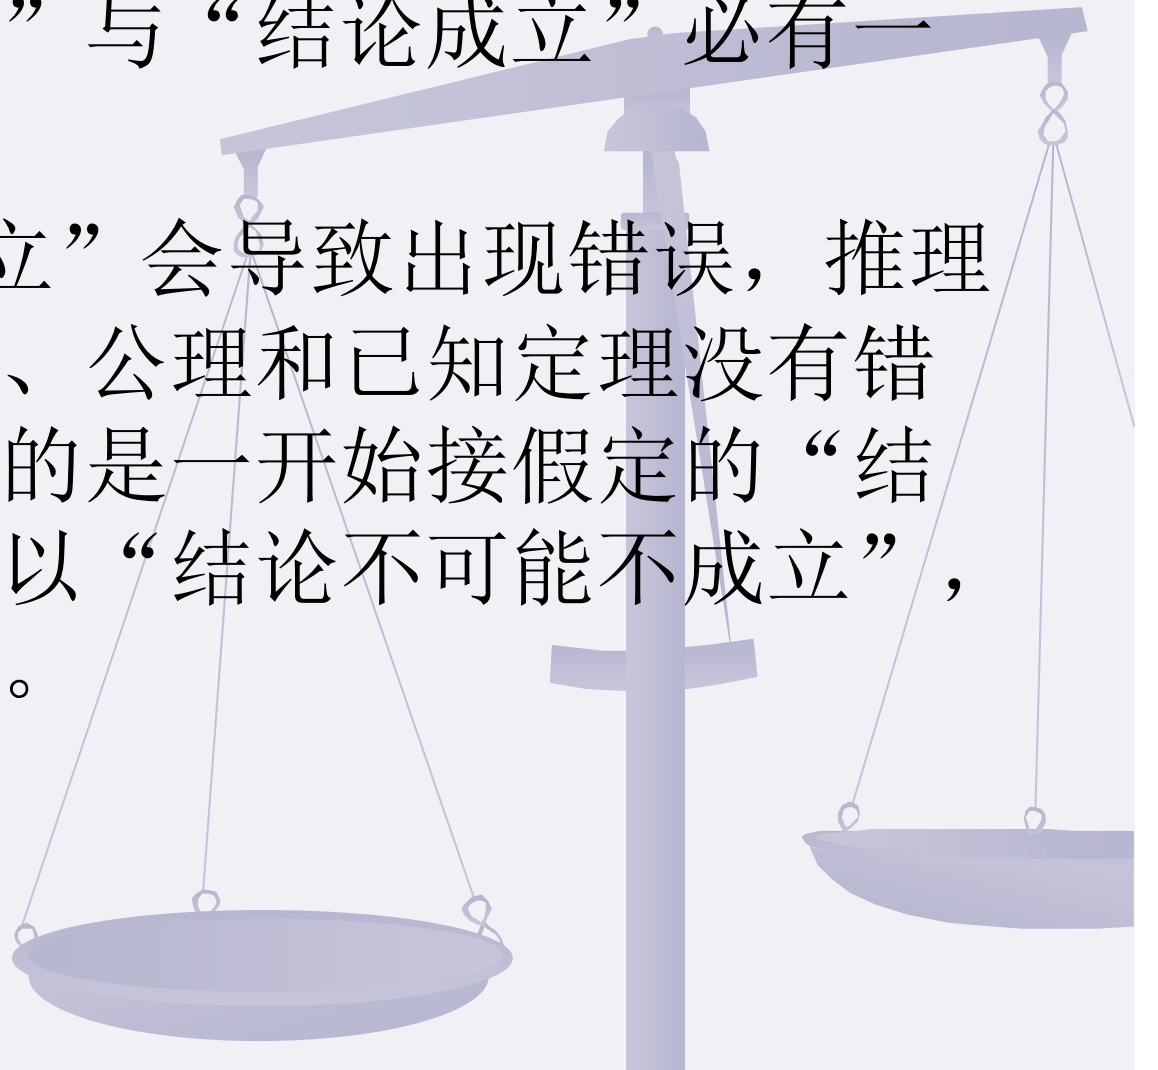 ”与“结论成立”必有一
立”会导致出现错误，推理
、公理和已知定理没有错
的是一开始接假定的“结
以“结论不可能不成立”，
。